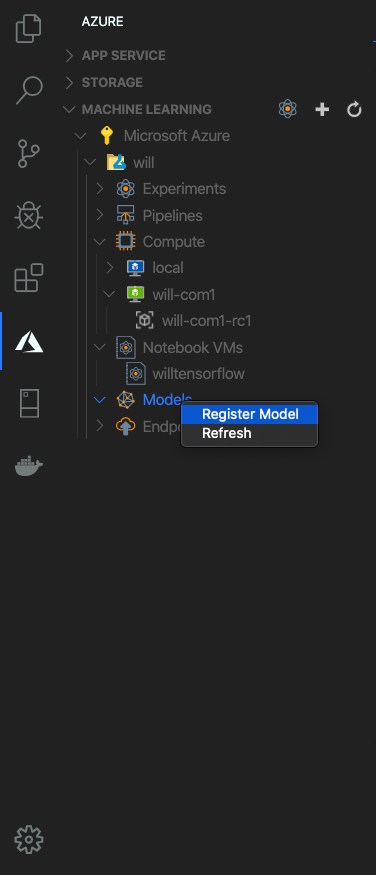 AZURE
APP SERVICE
STORAGE
MACHINE LEARNING
Microsoft Azure
will
Experiments
Pipelines
Compute
local
will-com1
will-com1-rc1
Notebook VMs
willtensorflow
Models
Register Model
Endp
Refresh